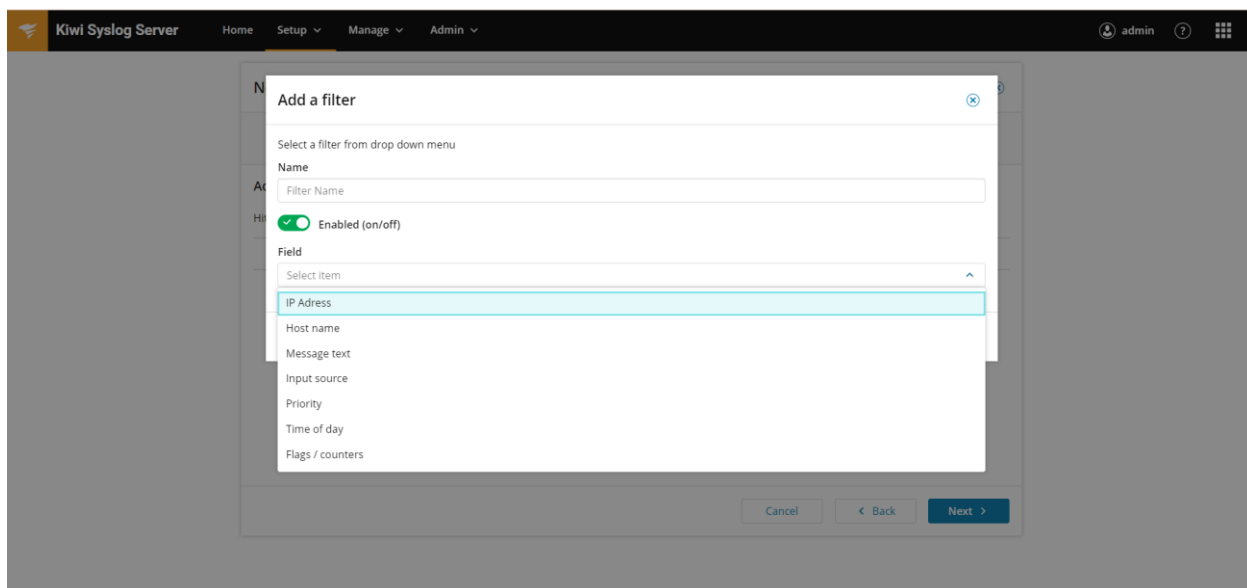 Kiwi Syslog Server Home Setup Manage Admin admin ?
Add a filter
Select a filter from drop down menu
Name
Filter Name
Enabled (on/off)
Field
Select item
IP Adress
Host name
Message text
Input source
Priority
Time of day
Flags / counters
Cancel Back Next